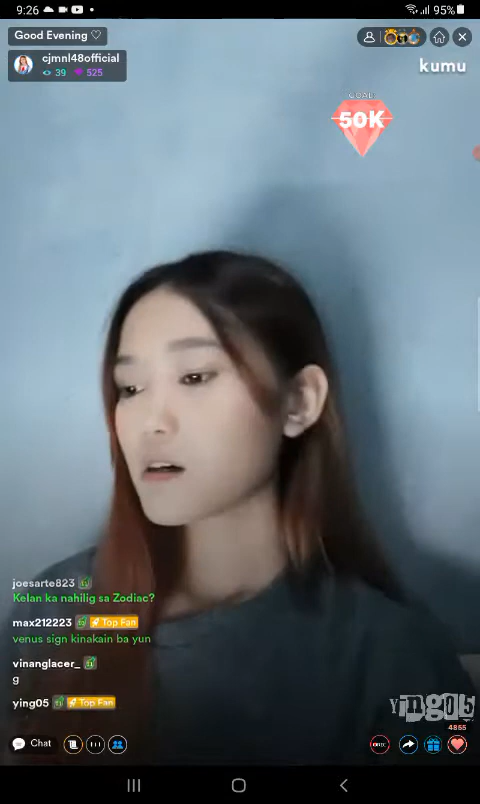 9:26
95%
Good Evening ♡
cjmnl48official
39 525
kumu
GOAL:
50K
joesarte823
Kelan ka nahilig sa Zodiac?
max212223 Top Fan
venus sign kinakain ba yun
vinanglacer_
g
ying05 Top Fan
Ying05
4855
Chat